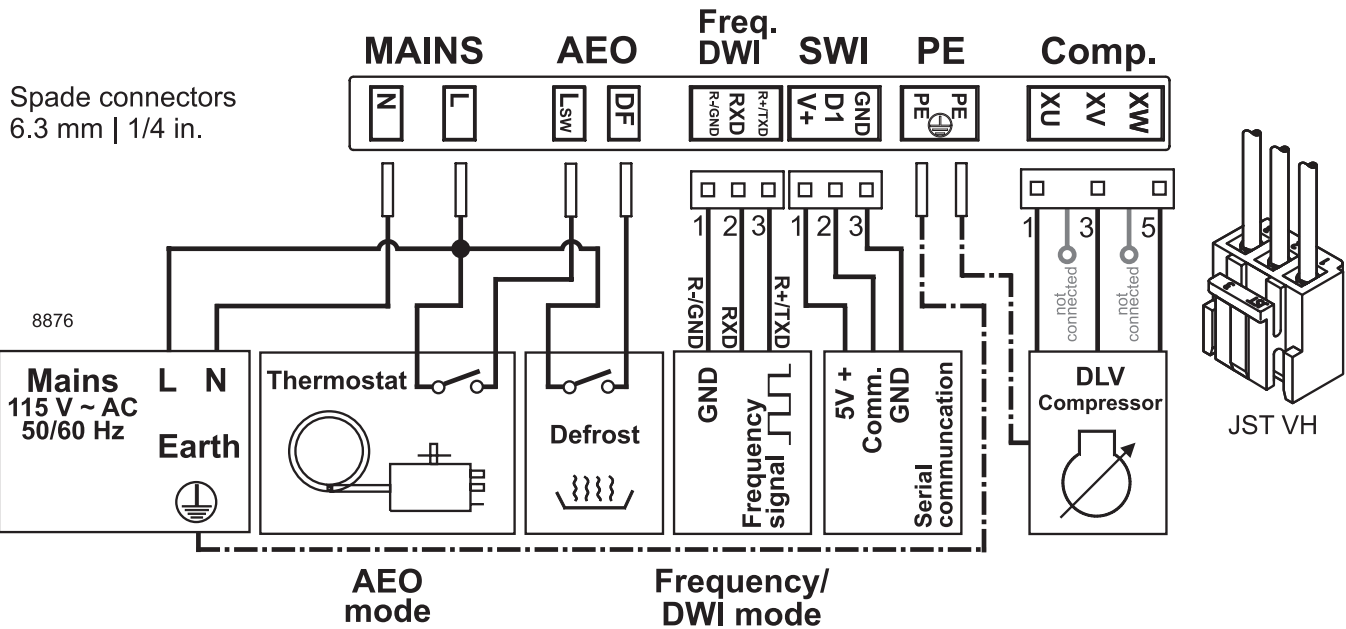 Freq.
MAINS AEO DWI SWI PE Comp.
Spade connectors
6.3 mm | 1/4 in.
N
L
Lsw
DF
R-/GND
RXD
R+/TXD
V+
D1
GND
PE
PE
XU
XV
XW
1 2 3 1 2 3 1 3 5
R-/GND
RXD
R+/TXD
not
connected
not
connected
8876
Mains L N
115 V ~ AC
50/60 Hz
Earth
Thermostat
Defrost
GND
Frequency
signal
5V +
Comm.
GND
Serial
communcation
DLV
Compressor
JST VH
AEO
mode
Frequency/
DWI mode